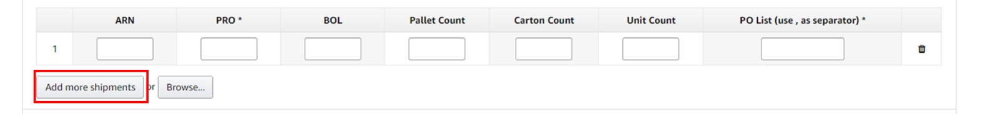 ARN PRO * BOL Pallet Count Carton Count Unit Count PO List (use , as separator) *
1
Add more shipments or Browse...